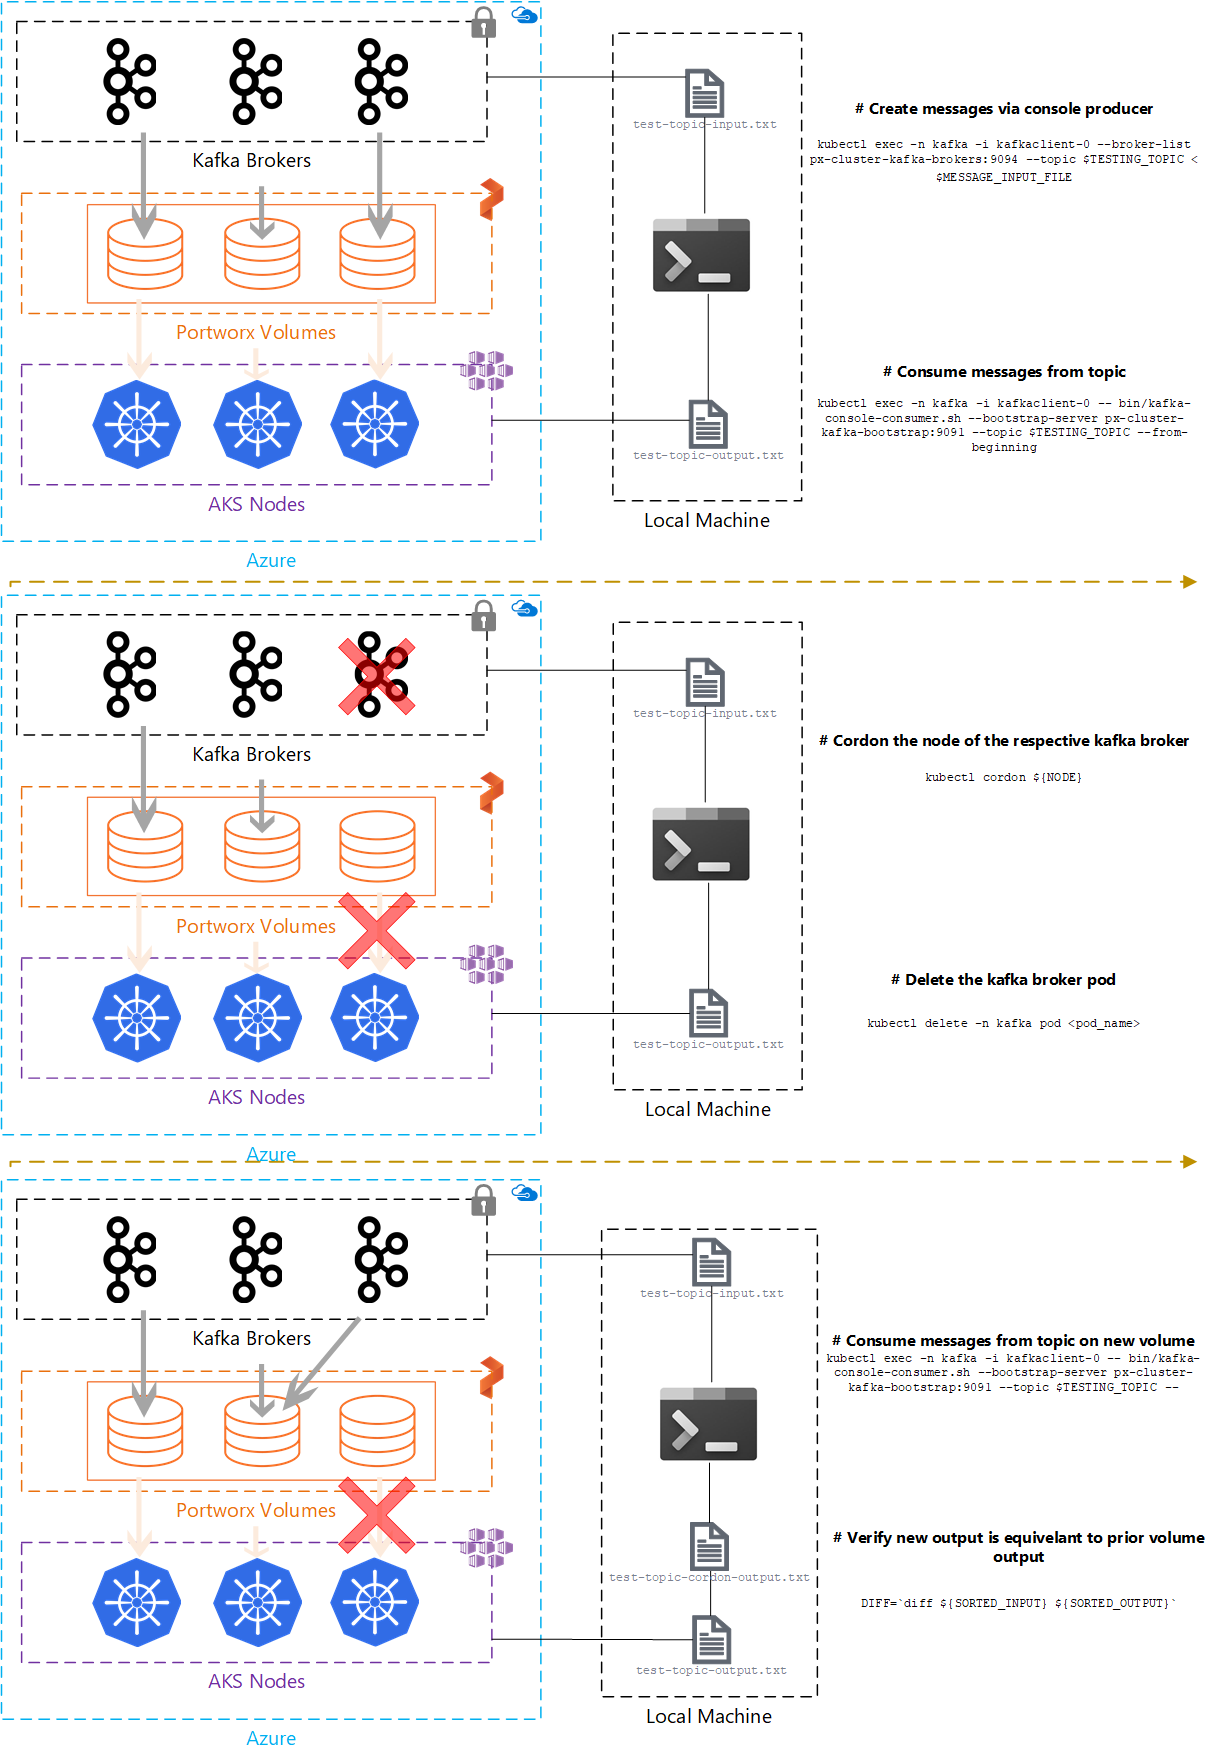 test-topic-input.txt
# Create messages via console producer
kubectl exec -n kafka -i kafkaclient-0 --broker-list
px-cluster-kafka-brokers:9094 --topic $TESTING_TOPIC <
$MESSAGE_INPUT_FILE
Kafka Brokers
Portworx Volumes
# Consume messages from topic
kubectl exec -n kafka -i kafkaclient-0 -- bin/kafka-
console-consumer.sh --bootstrap-server px-cluster-
kafka-bootstrap:9091 --topic $TESTING_TOPIC --from-
beginning
test-topic-output.txt
AKS Nodes
Local Machine
Azure
test-topic-input.txt
# Cordon the node of the respective kafka broker
kubectl cordon ${NODE}
Kafka Brokers
Portworx Volumes
# Delete the kafka broker pod
kubectl delete -n kafka pod <pod_name>
test-topic-output.txt
AKS Nodes
Local Machine
Azure
test-topic-input.txt
Kafka Brokers
# Consume messages from topic on new volume
kubectl exec -n kafka -i kafkaclient-0 -- bin/kafka-
console-consumer.sh --bootstrap-server px-cluster-
kafka-bootstrap:9091 --topic $TESTING_TOPIC --
Portworx Volumes
# Verify new output is equivelant to prior volume
output
test-topic-cordon-output.txt
DIFF=`diff ${SORTED_INPUT} ${SORTED_OUTPUT}`
test-topic-output.txt
AKS Nodes
Local Machine
Azure